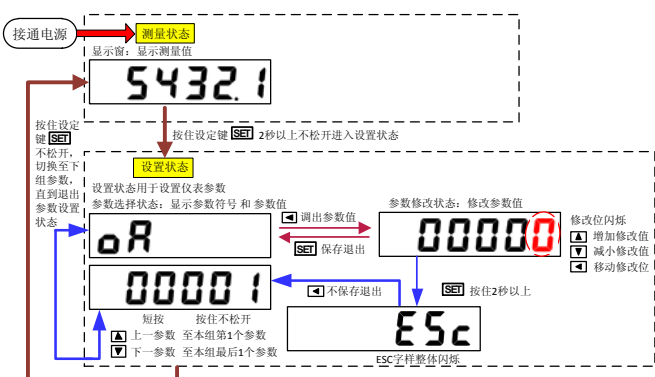 接通电源
测量状态
显示窗：显示测量值
5432.1
按住设定
键SET
不松开，
切换至下
组参数，
直到退出
参数设置
状态
按住设定键 SET 2秒以上不松开进入设置状态
设置状态
设置状态用于设置仪表参数
参数选择状态：显示参数符号 和 参数值
oA
00001
◀ 调出参数值
SET 保存退出
参数修改状态：修改参数值
00000
修改位闪烁
▲ 增加修改值
▼ 减小修改值
◀ 移动修改位
◀ 不保存退出
SET 按住2秒以上
ESc
ESC字样整体闪烁
短按 按住不松开
▲ 上一参数 至本组第1个参数
▼ 下一参数 至本组最后1个参数